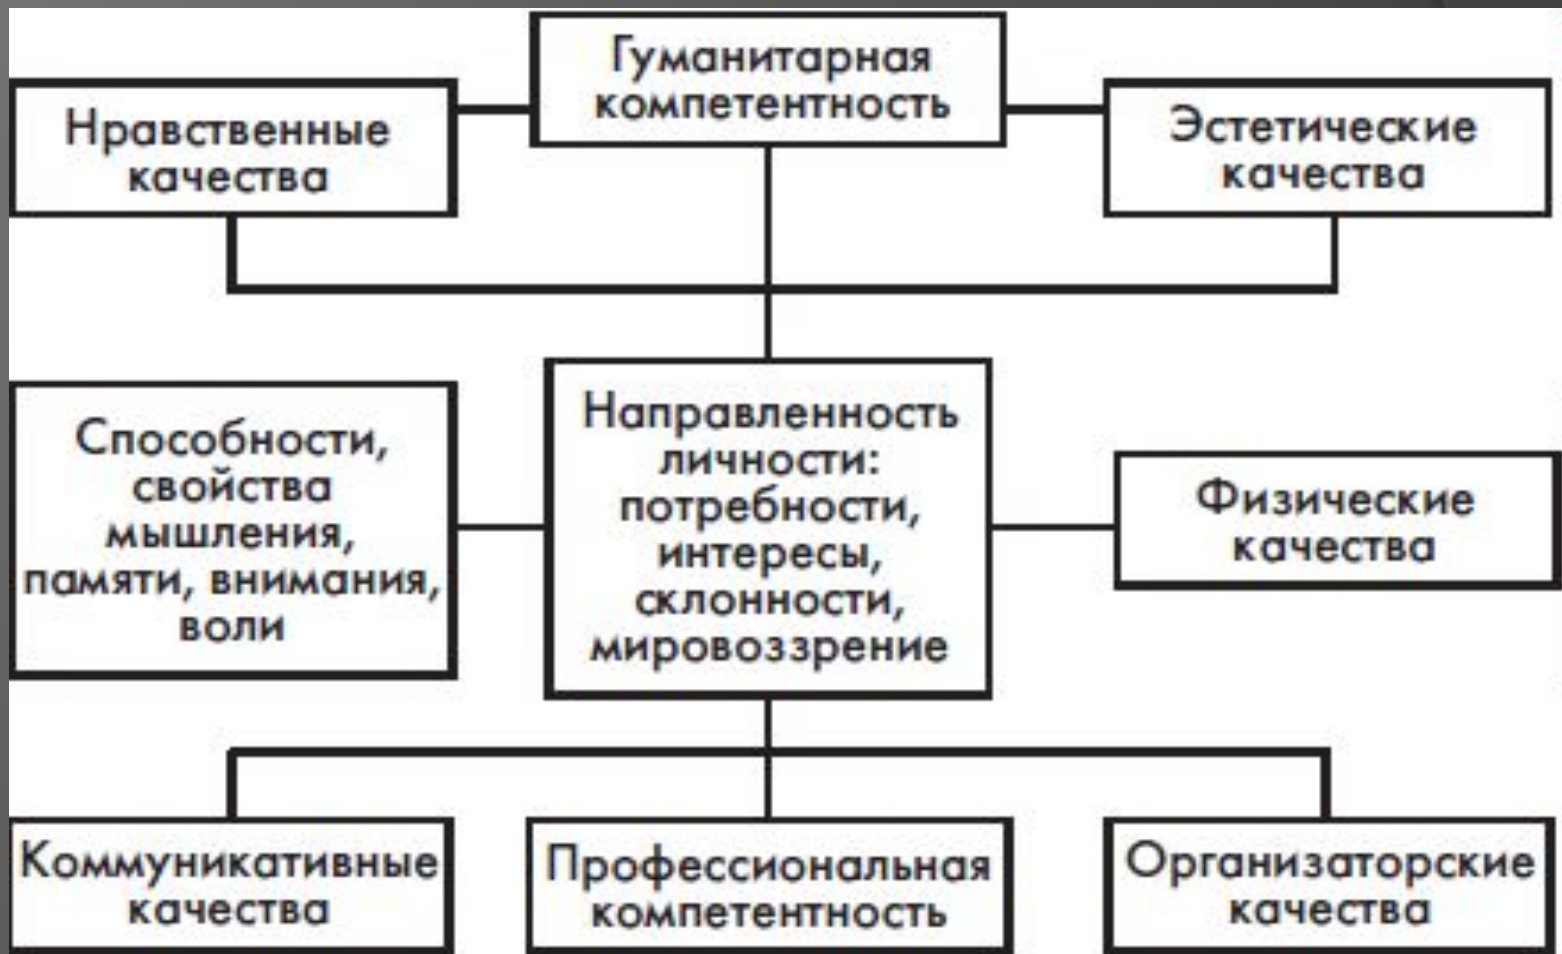 Гуманитарная
компетентность
Нравственные
качества
Эстетические
качества
Способности,
свойства
мышления,
памяти, внимания,
воли
Направленность
личности:
потребности,
интересы,
склонности,
мировоззрение
Физические
качества
Коммуникативные
качества
Профессиональная
компетентность
Организаторские
качества